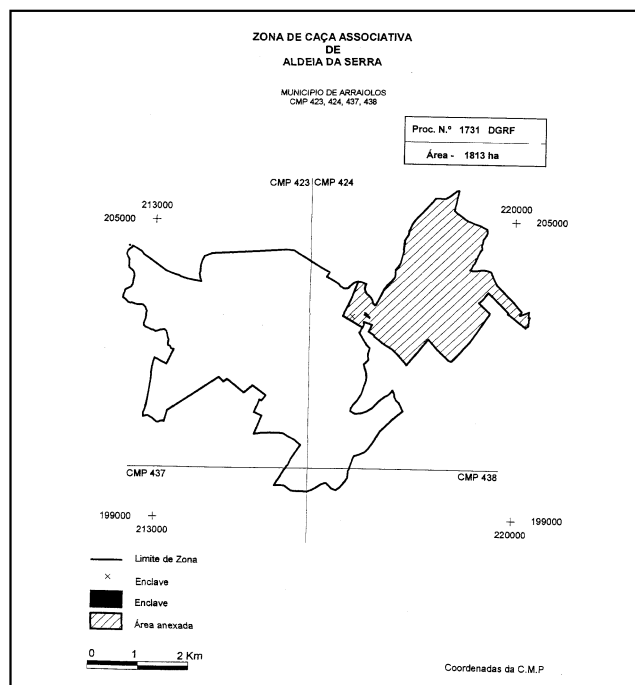 ZONA DE CAÇA ASSOCIATIVA
DE
ALDEIA DA SERRA
MUNICIPIO DE ARRAIOLOS
CMP 423, 424, 437, 438
Proc. N.º 1731 DGRF
Área - 1813 ha
CMP 423 CMP 424
213000
205000
220000
205000
CMP 437
CMP 438
199000
213000
199000
220000
Limite de Zona
Enclave
Enclave
Área anexada
0 1 2 Km
Coordenadas da C.M.P